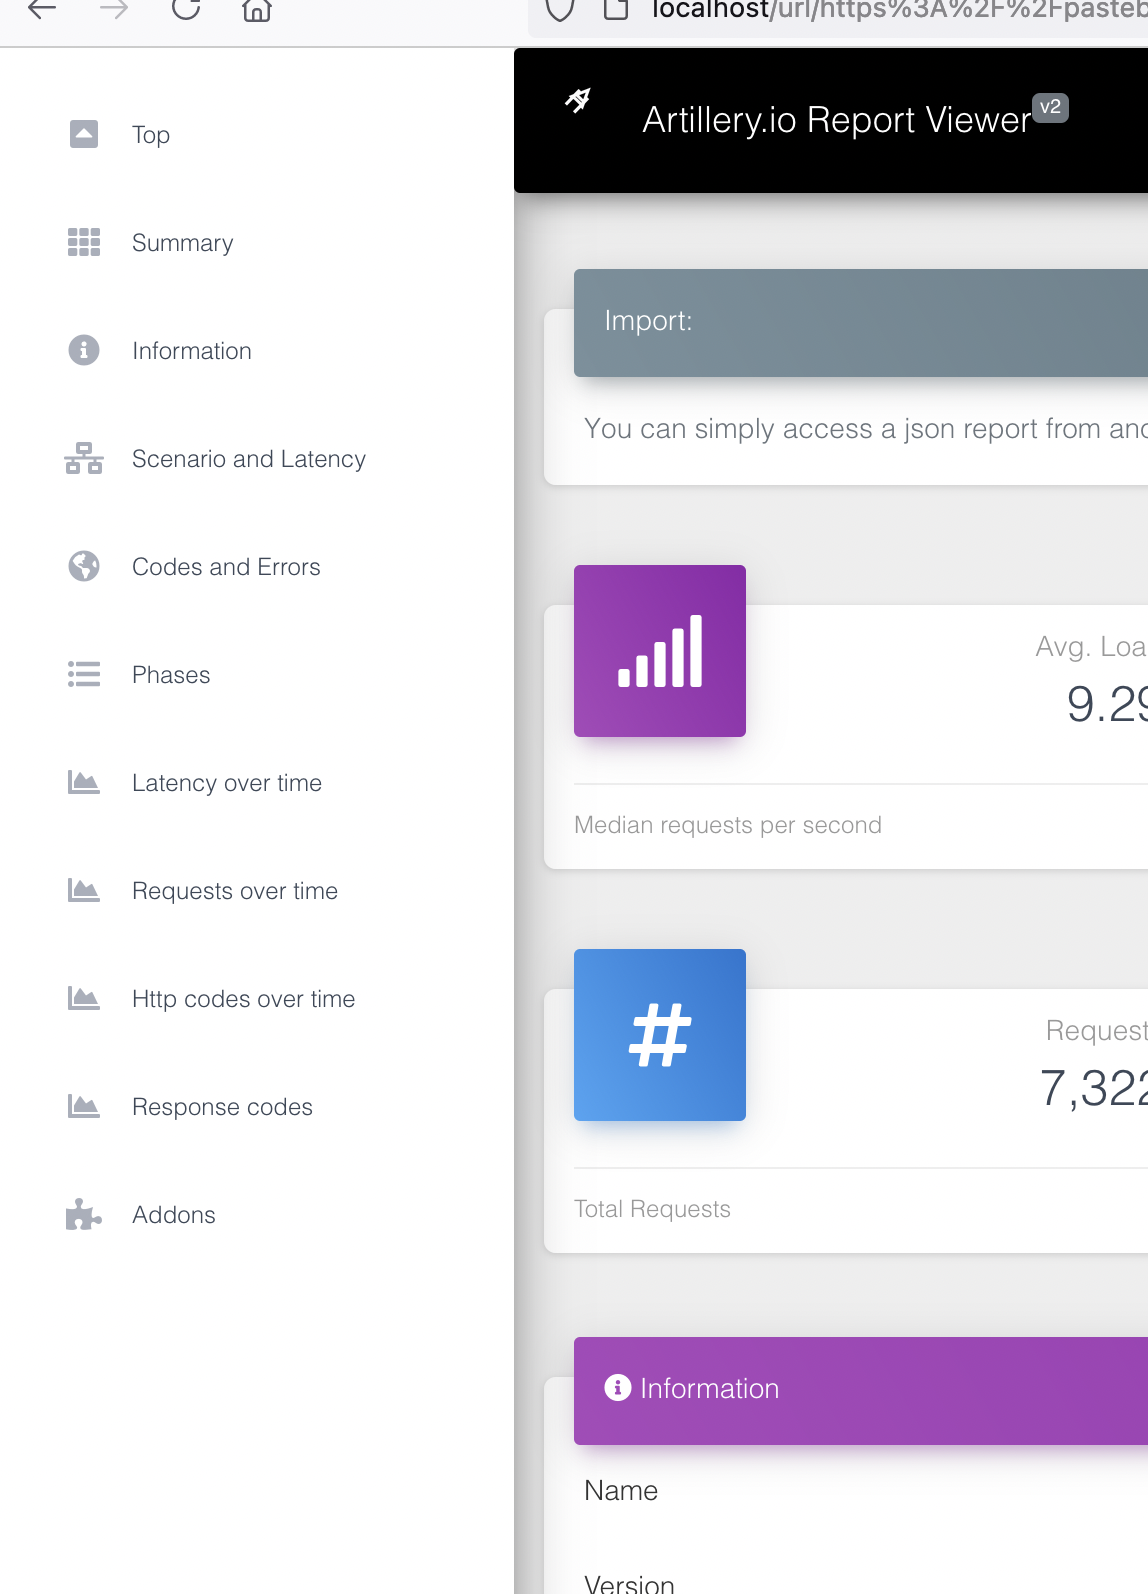 localhost/url/https%3A%2F%2Fpasteb
Top
Summary
Information
Scenario and Latency
Codes and Errors
Phases
Latency over time
Requests over time
Http codes over time
Response codes
Addons
Artillery.io Report Viewer v2
Import:
You can simply access a json report from
Avg.
9.29
Median requests per second
#
Request
7,322
Total Requests
Information
Name
Version